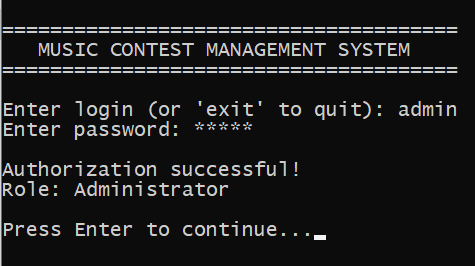 ======================================
MUSIC CONTEST MANAGEMENT SYSTEM
======================================
Enter login (or 'exit' to quit): admin
Enter password: *****
Authorization successful!
Role: Administrator
Press Enter to continue...